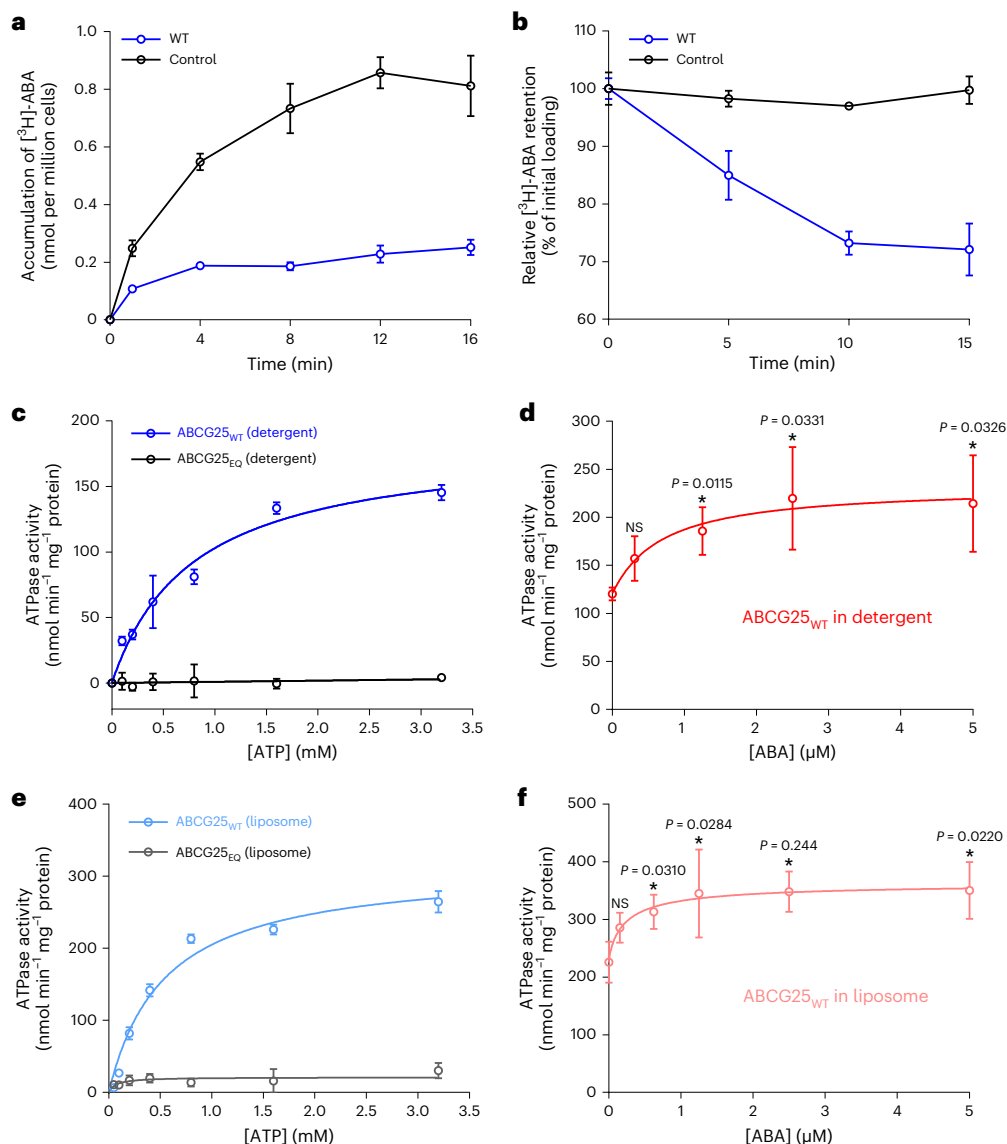 a
WT
Control
Accumulation of [³H]-ABA
(nmol per million cells)
1.0
0.8
0.6
0.4
0.2
0
0 4 8 12 16
Time (min)
b
WT
Control
Relative [³H]-ABA retention
(% of initial loading)
110
100
90
80
70
60
0 5 10 15
Time (min)
c
ABCG25WT (detergent)
ABCG25EQ (detergent)
ATPase activity
(nmol min⁻¹ mg⁻¹ protein)
200
150
100
50
0
0 0.5 1.0 1.5 2.0 2.5 3.0 3.5
[ATP] (mM)
d
P = 0.0331
*
P = 0.0326
*
P = 0.0115
*
NS
ABCG25WT in detergent
ATPase activity
(nmol min⁻¹ mg⁻¹ protein)
300
250
200
150
100
50
0
0 1 2 3 4 5
[ABA] (µM)
e
ABCG25WT (liposome)
ABCG25EQ (liposome)
ATPase activity
(nmol min⁻¹ mg⁻¹ protein)
400
300
200
100
0
0 0.5 1.0 1.5 2.0 2.5 3.0 3.5
[ATP] (mM)
f
P = 0.0284
*
P = 0.244
*
P = 0.0220
*
P = 0.0310
*
NS
ABCG25WT in liposome
ATPase activity
(nmol min⁻¹ mg⁻¹ protein)
500
400
300
200
100
0
0 1 2 3 4 5
[ABA] (µM)